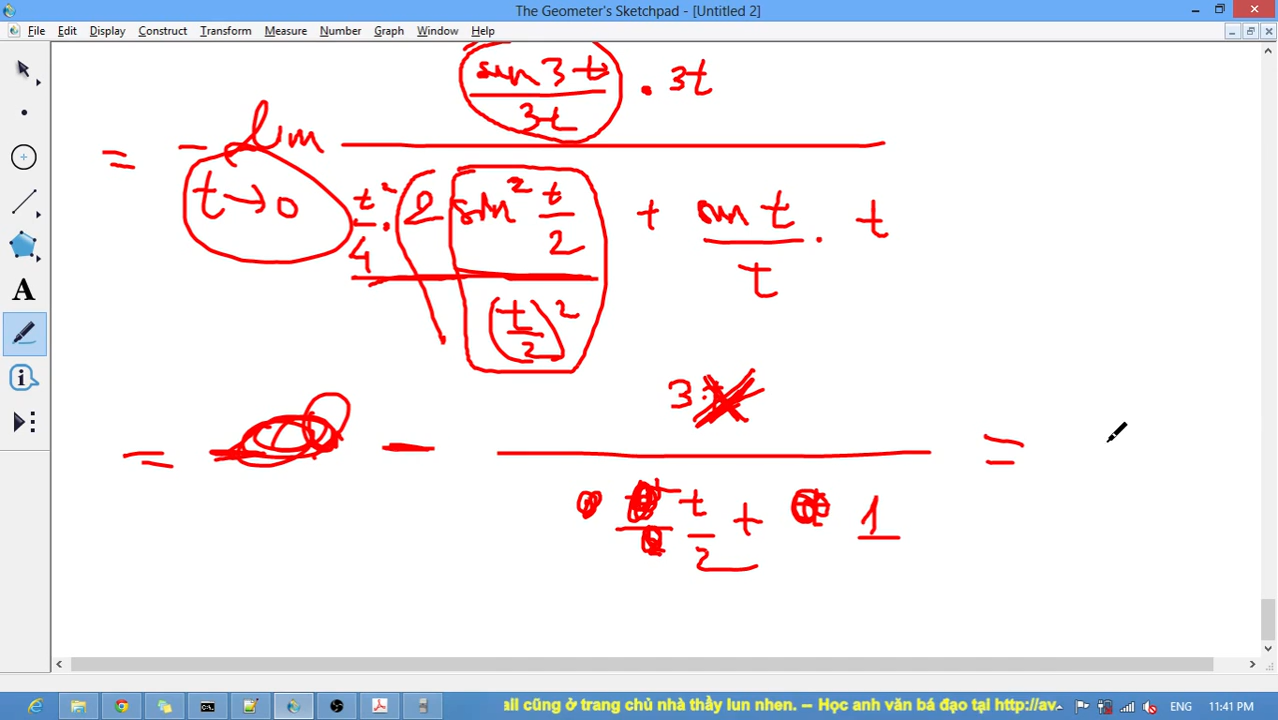 The Geometer's Sketchpad - [Untitled 2]
File Edit Display Construct Transform Measure Number Graph Window Help
sin 3t / 3t . 3t
= - lim
t → 0
t² / 4 . 2 sin² t/2 / (t/2)² + sin t / t . t
= - 3 / t/2 + 1 =
A
ail cũng ở trang chủ nhà thầy lun nhen. -- Học anh văn bá đạo tại http://av
ENG 11:41 PM